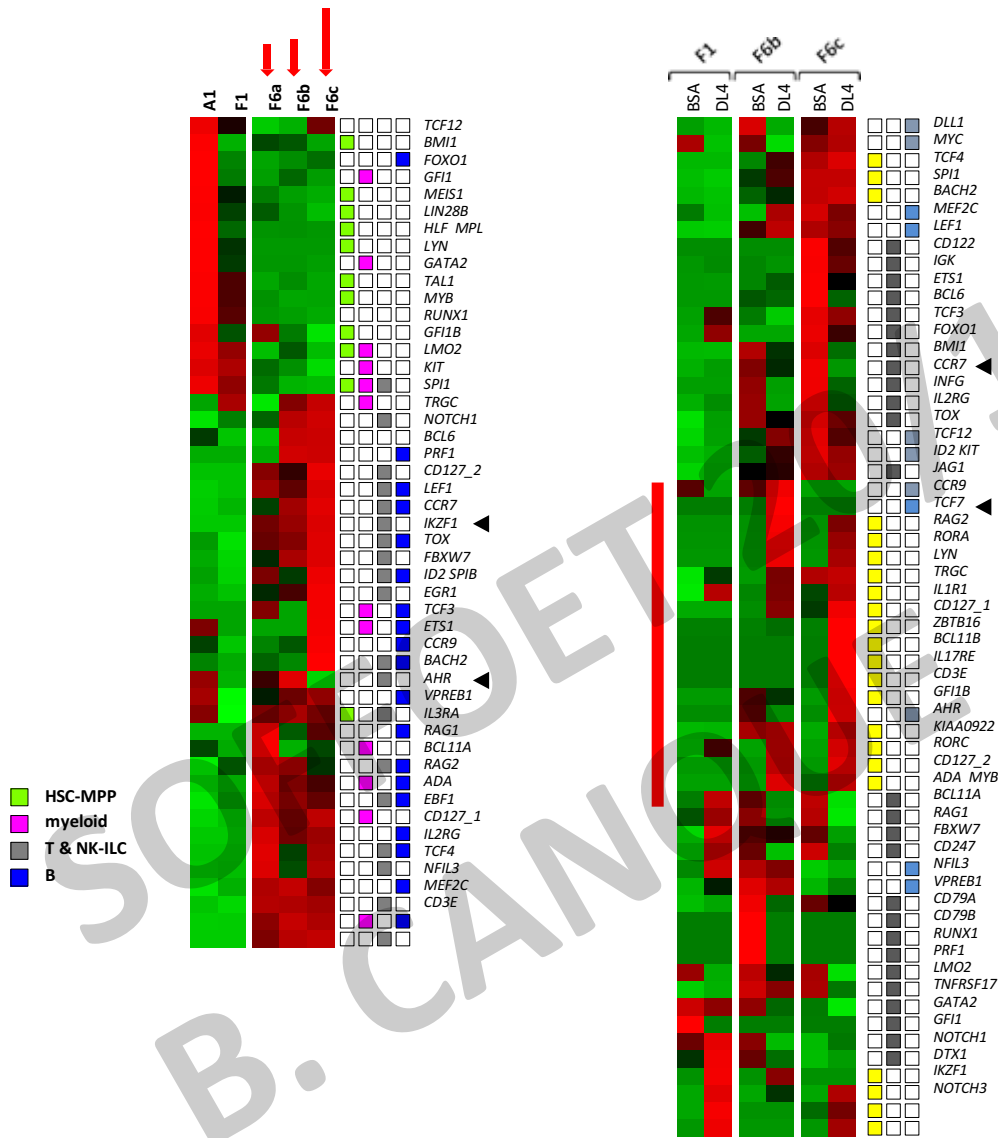 A1
F1
F6a
F6b
F6c
TCF12
BMI1
FOXO1
GFI1
MEIS1
LIN28B
HLF MPL
LYN
GATA2
TAL1
MYB
RUNX1
GFI1B
LMO2
KIT
SPI1
TRGC
NOTCH1
BCL6
PRF1
CD127_2
LEF1
CCR7
IKZF1
TOX
FBXW7
ID2 SPIB
EGR1
TCF3
ETS1
CCR9
BACH2
AHR
VPREB1
IL3RA
RAG1
BCL11A
RAG2
ADA
EBF1
CD127_1
IL2RG
TCF4
NFIL3
MEF2C
CD3E
HSC-MPP
myeloid
T & NK-ILC
B
F1
F6b
F6c
BSA
DL4
BSA
DL4
BSA
DL4
DLL1
MYC
TCF4
SPI1
BACH2
MEF2C
LEF1
CD122
IGK
ETS1
BCL6
TCF3
FOXO1
BMI1
CCR7
INFG
IL2RG
TOX
TCF12
ID2 KIT
JAG1
CCR9
TCF7
RAG2
RORA
LYN
TRGC
IL1R1
CD127_1
ZBTB16
BCL11B
IL17RE
CD3E
GFI1B
AHR
KIAA0922
RORC
CD127_2
ADA MYB
BCL11A
RAG1
FBXW7
CD247
NFIL3
VPREB1
CD79A
CD79B
RUNX1
PRF1
LMO2
TNFRSF17
GATA2
GFI1
NOTCH1
DTX1
IKZF1
NOTCH3
B. CANQUE